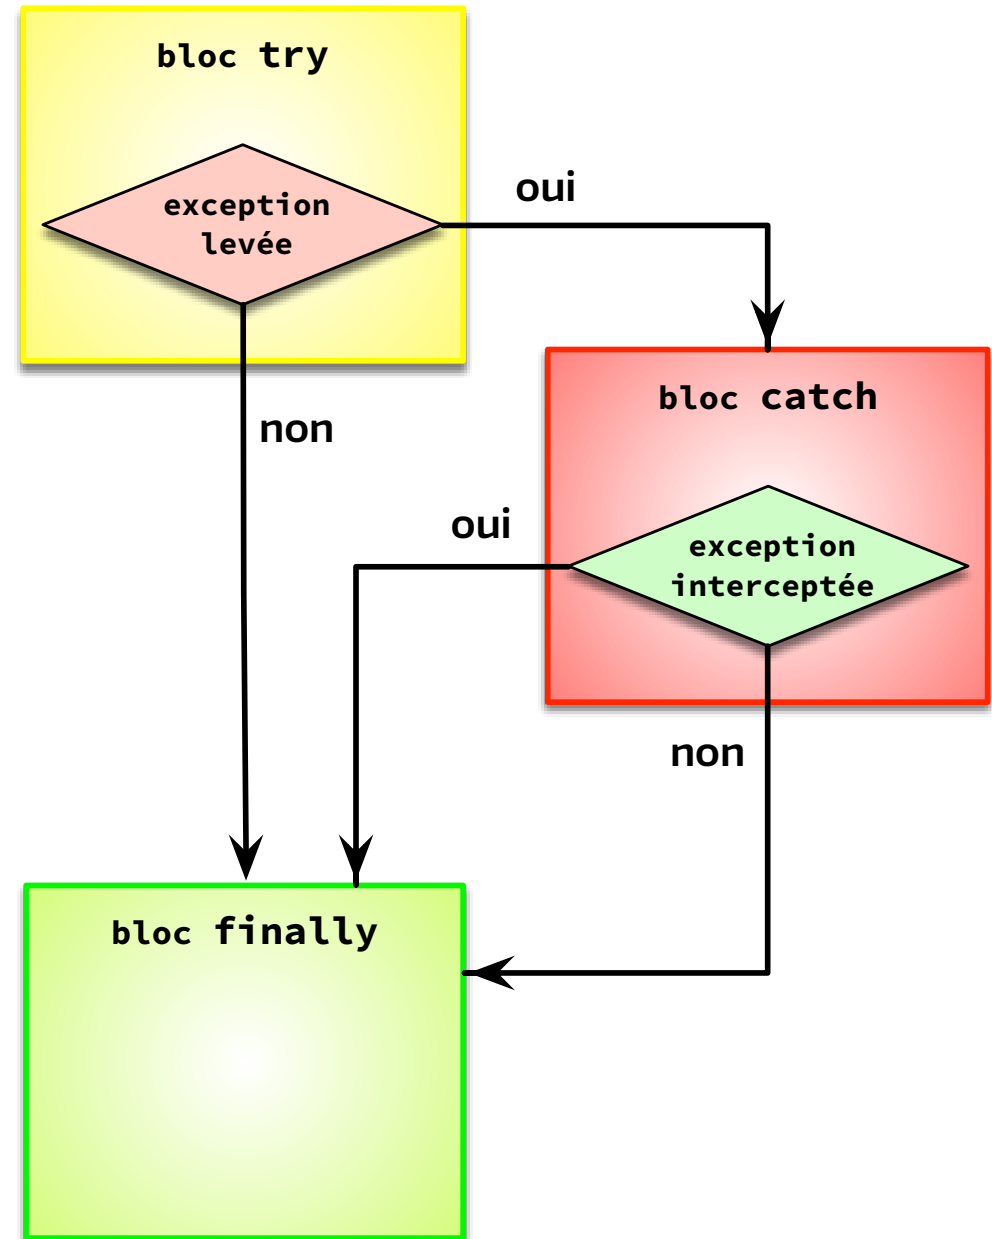 bloc try
exception
levée
oui
non
bloc catch
oui
exception
interceptée
non
bloc finally